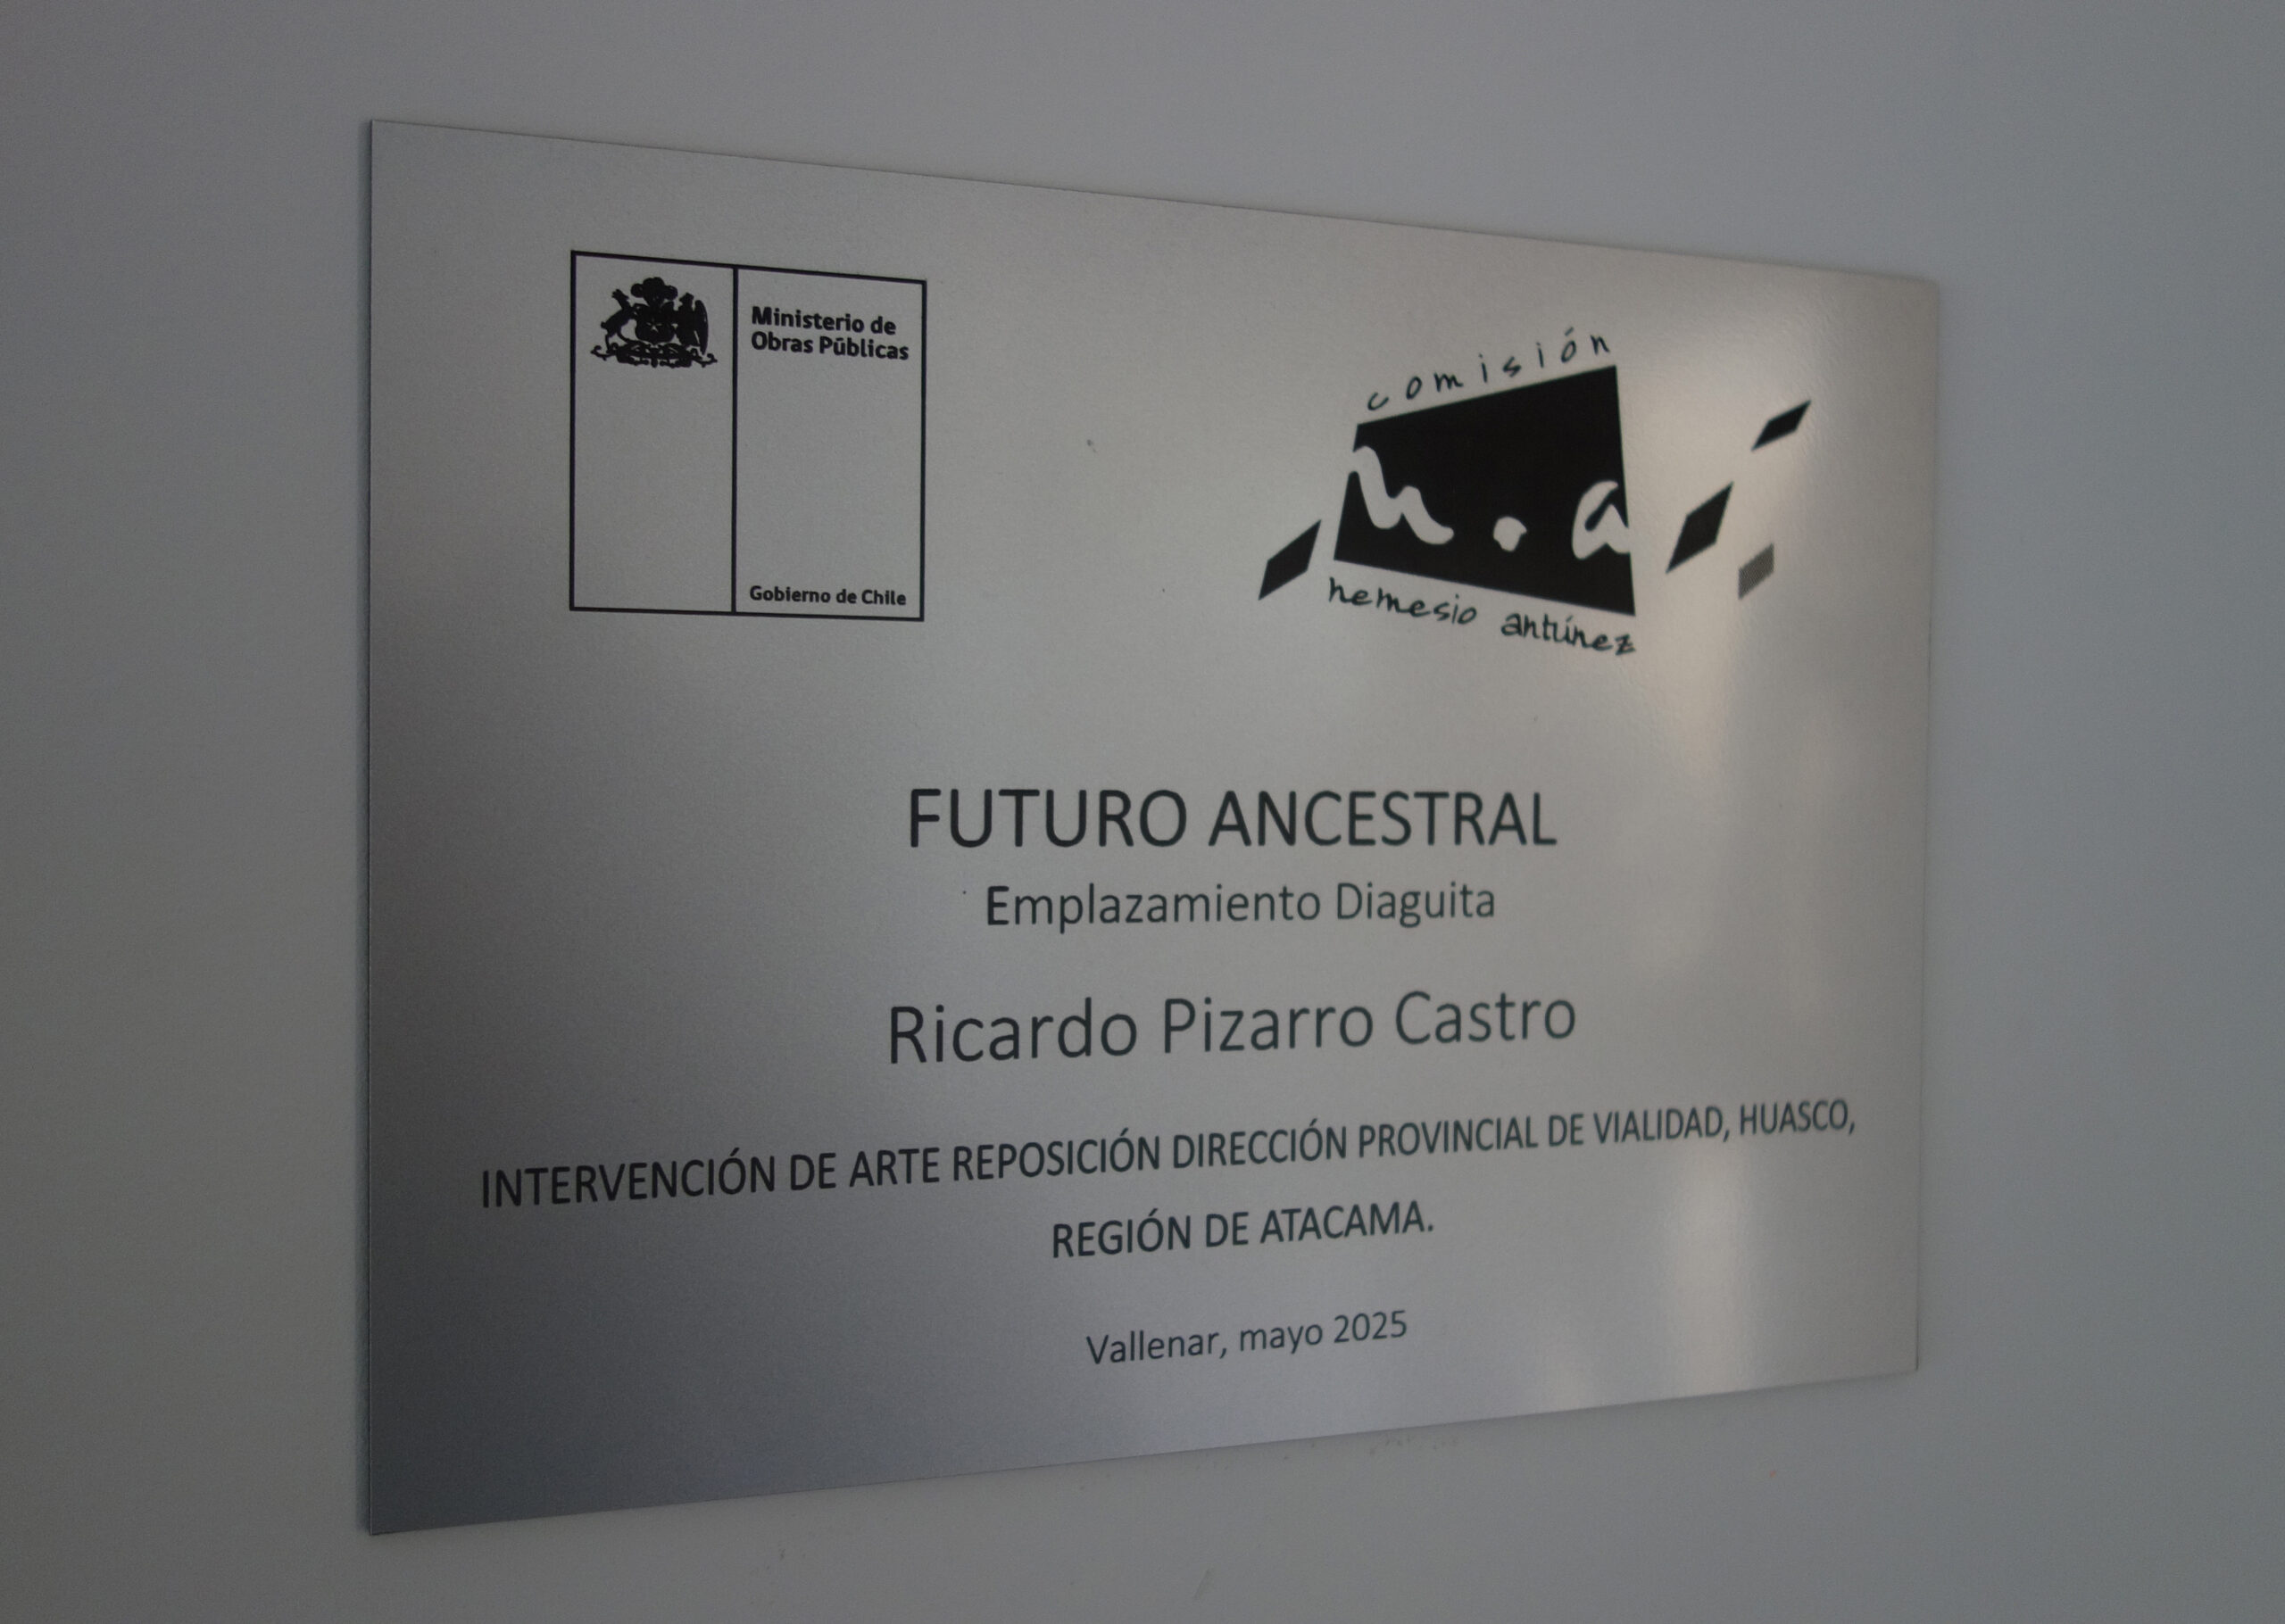 Ministerio de
Obras Públicas
Gobierno de Chile
comisión
n.a
nemesio antúnez
FUTURO ANCESTRAL
Emplazamiento Diaguita
Ricardo Pizarro Castro
INTERVENCIÓN DE ARTE REPOSICIÓN DIRECCIÓN PROVINCIAL DE VIALIDAD, HUASCO,
REGIÓN DE ATACAMA.
Vallenar, mayo 2025